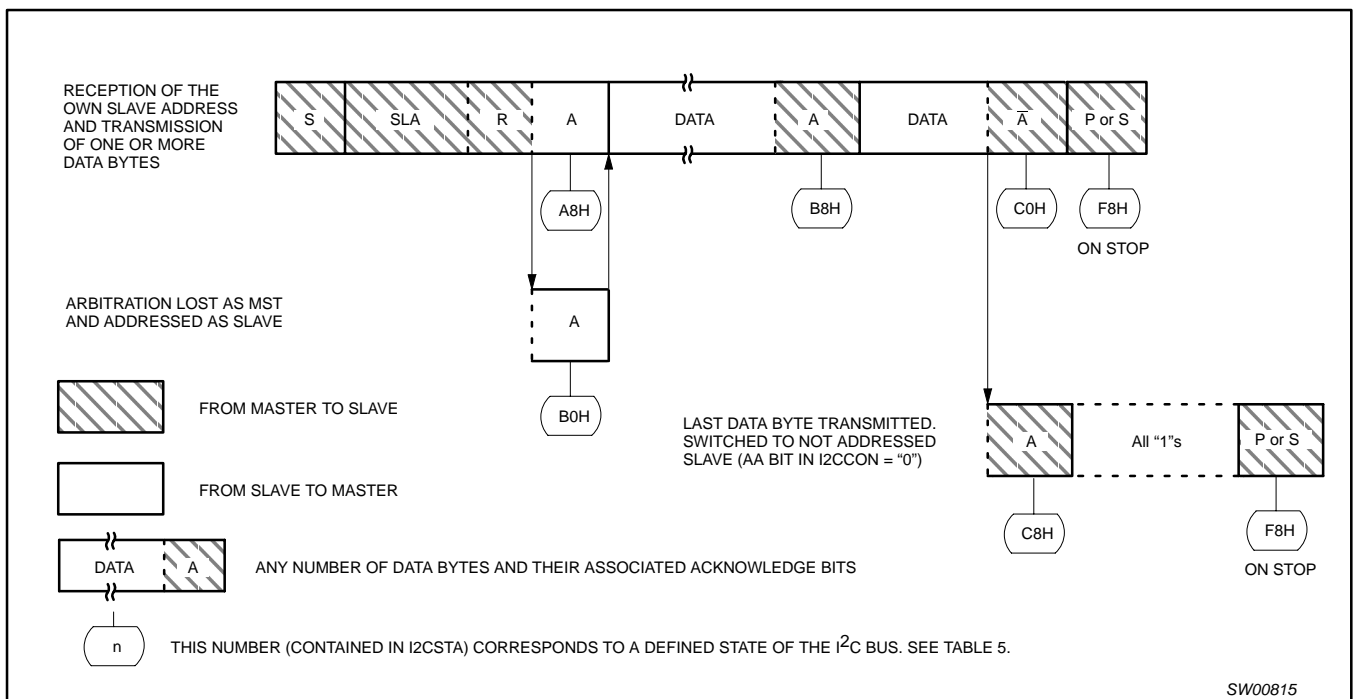 RECEPTION OF THE
OWN SLAVE ADDRESS
AND TRANSMISSION
OF ONE OR MORE
DATA BYTES
S SLA R A DATA A DATA A̅ P or S
A8H B8H C0H F8H
ON STOP
ARBITRATION LOST AS MST
AND ADDRESSED AS SLAVE
A
B0H
FROM MASTER TO SLAVE
FROM SLAVE TO MASTER
LAST DATA BYTE TRANSMITTED.
SWITCHED TO NOT ADDRESSED
SLAVE (AA BIT IN I2CCON = “0”)
A All “1”s P or S
C8H F8H
ON STOP
DATA A ANY NUMBER OF DATA BYTES AND THEIR ASSOCIATED ACKNOWLEDGE BITS
n THIS NUMBER (CONTAINED IN I2CSTA) CORRESPONDS TO A DEFINED STATE OF THE I²C BUS. SEE TABLE 5.
SW00815